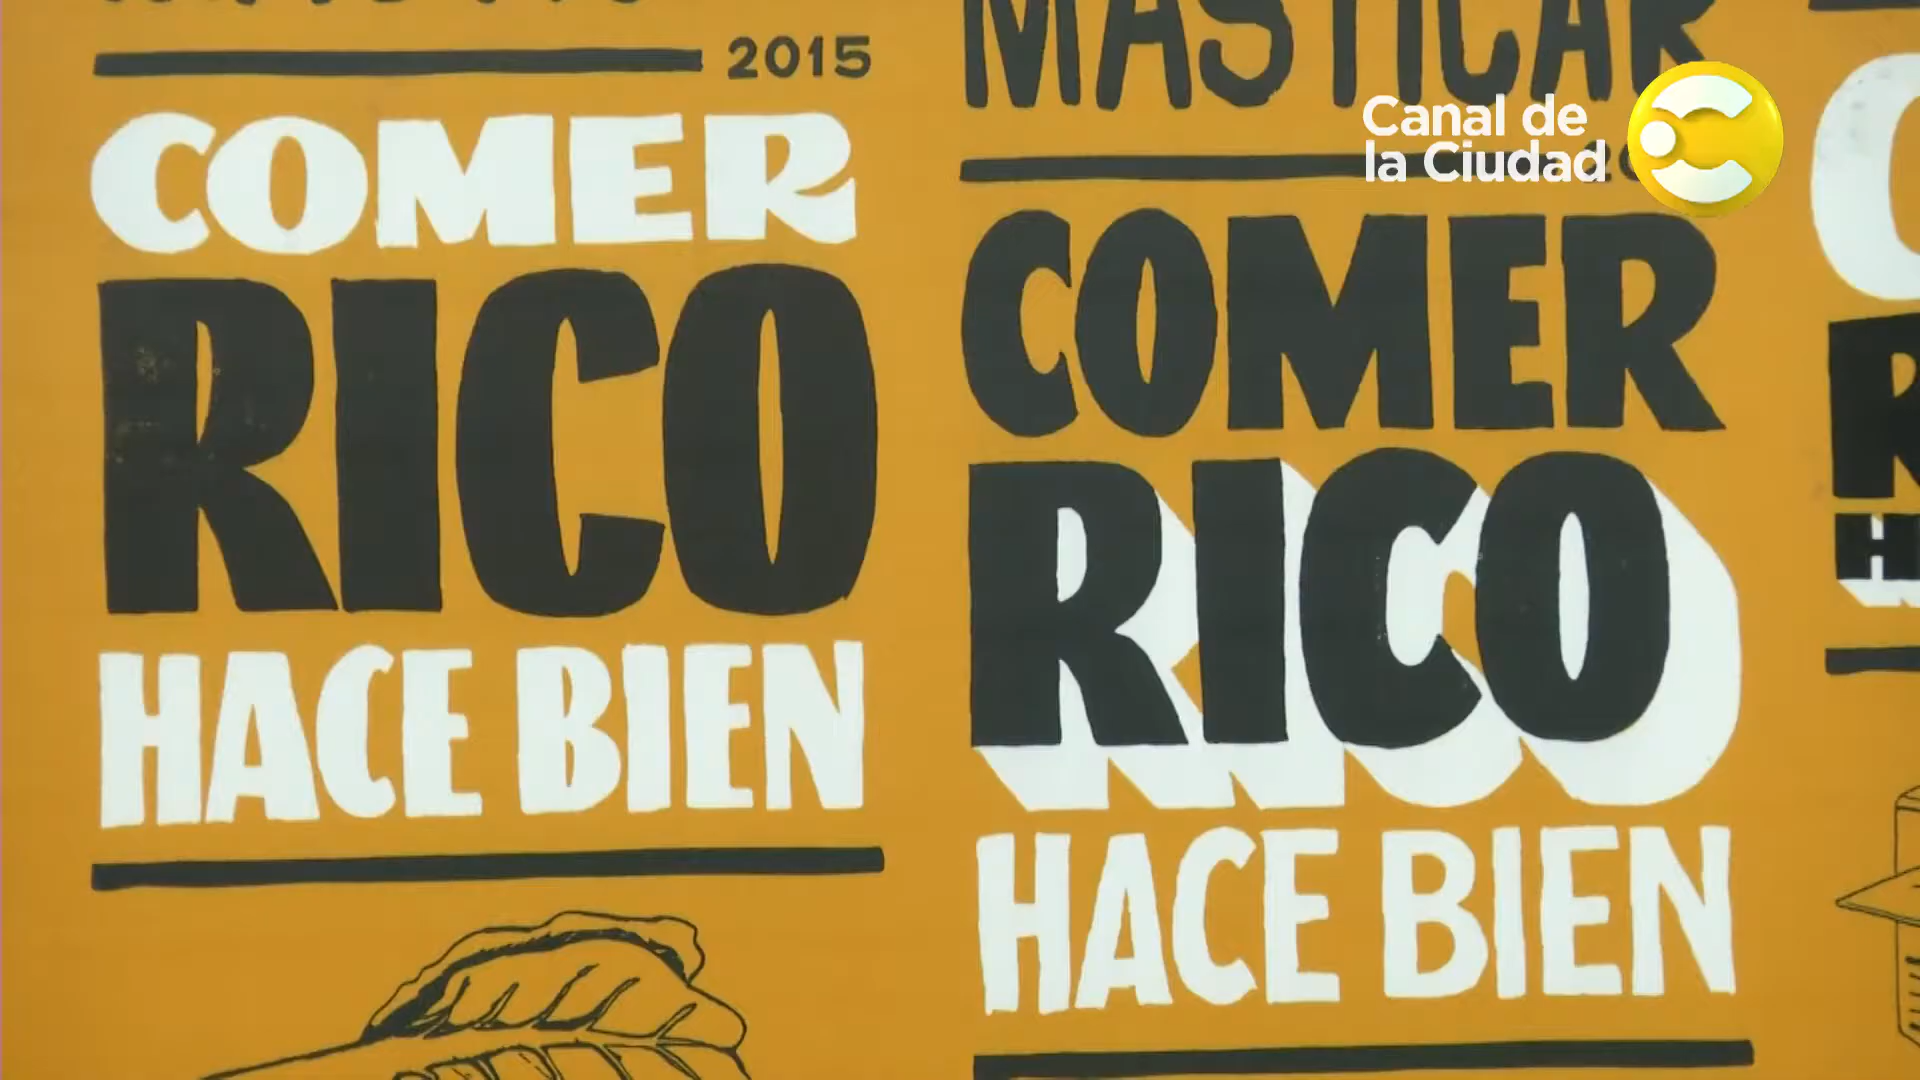 2015
COMER
RICO
HACE BIEN
MASTICAR
COMER
RICO
HACE BIEN
Canal de
la Ciudad